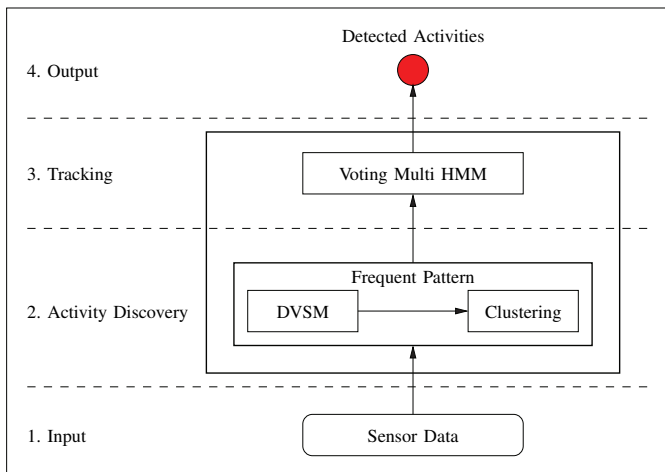 Detected Activities
4. Output
3. Tracking
Voting Multi HMM
Frequent Pattern
2. Activity Discovery
DVSM
Clustering
1. Input
Sensor Data